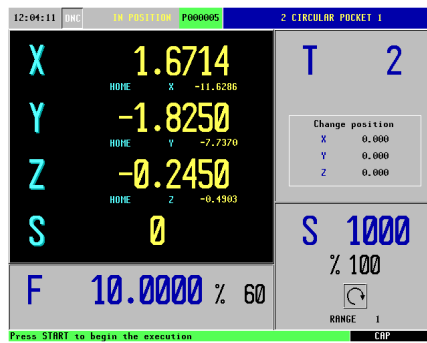 12:04:11 DNC IN POSITION P000005 2 CIRCULAR POCKET 1
X 1.6714
HOME X -11.6286
Y -1.8250
HOME Y -7.7370
Z -0.2450
HOME Z -0.4903
S 0
F 10.0000 % 60
T 2
Change position
X 0.000
Y 0.000
Z 0.000
S 1000
% 100
RANGE 1
Press START to begin the execution CAP